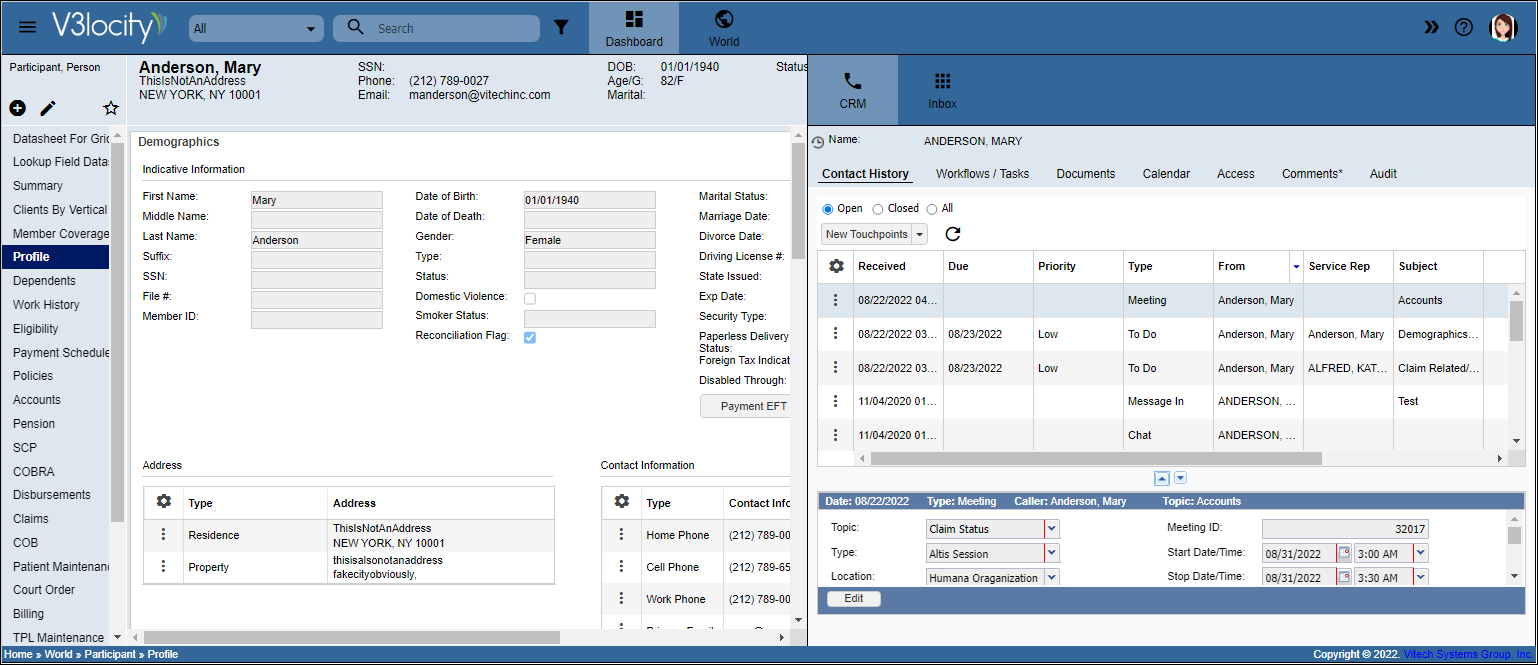 V3locity
All
Search
Dashboard
World
Participant, Person
Anderson, Mary
ThisIsNotAnAddress
NEW YORK, NY 10001
SSN:
Phone: (212) 789-0027
Email: manderson@vitechinc.com
DOB: 01/01/1940
Age/G: 82/F
Marital:
Status
CRM
Inbox
Datasheet For Grid
Lookup Field Datas
Summary
Clients By Vertical
Member Coverage
Profile
Dependents
Work History
Eligibility
Payment Schedule
Policies
Accounts
Pension
SCP
COBRA
Disbursements
Claims
COB
Patient Maintenan
Court Order
Billing
TPL Maintenance
Demographics
Indicative Information
First Name: Mary
Middle Name:
Last Name: Anderson
Suffix:
SSN:
File #:
Member ID:
Date of Birth: 01/01/1940
Date of Death:
Gender: Female
Type:
Status:
Domestic Violence:
Smoker Status:
Reconciliation Flag:
Marital Status:
Marriage Date:
Divorce Date:
Driving License #:
State Issued:
Exp Date:
Security Type:
Paperless Delivery
Status:
Foreign Tax Indicat
Disabled Through:
Payment EFT
Address
Type Address
Residence ThisIsNotAnAddress
NEW YORK, NY 10001
Property thisisalsonotanaddress
fakecityobviously,
Contact Information
Type Contact Info
Home Phone (212) 789-00
Cell Phone (212) 789-65
Work Phone (212) 789-00
Name: ANDERSON, MARY
Contact History Workflows / Tasks Documents Calendar Access Comments* Audit
Open Closed All
New Touchpoints
Received Due Priority Type From Service Rep Subject
08/22/2022 04... Meeting Anderson, Mary Accounts
08/22/2022 03... 08/23/2022 Low To Do Anderson, Mary Anderson, Mary Demographics...
08/22/2022 03... 08/23/2022 Low To Do Anderson, Mary ALFRED, KAT... Claim Related/...
11/04/2020 01... Message In ANDERSON, ... Test
11/04/2020 01... Chat ANDERSON, ...
Date: 08/22/2022 Type: Meeting Caller: Anderson, Mary Topic: Accounts
Topic: Claim Status Meeting ID: 32017
Type: Altis Session Start Date/Time: 08/31/2022 3:00 AM
Location: Humana Oraganization Stop Date/Time: 08/31/2022 3:30 AM
Edit
Home » World » Participant » Profile
Copyright © 2022. Vitech Systems Group, Inc.